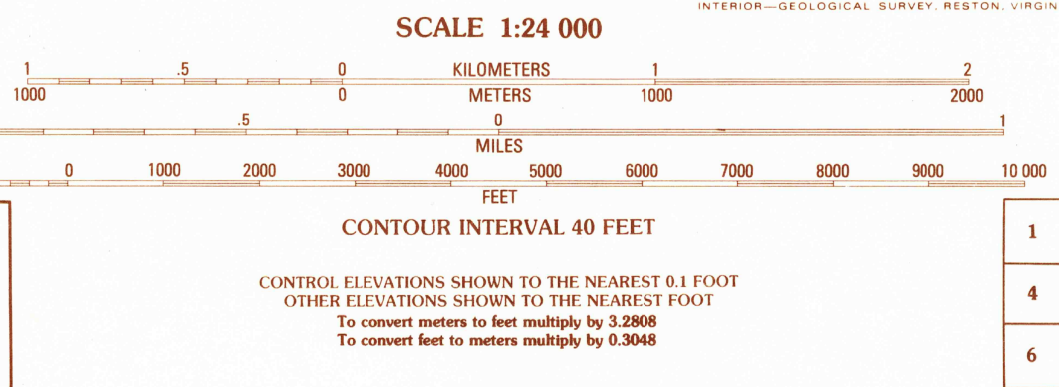 INTERIOR—GEOLOGICAL SURVEY, RESTON, VIRGIN
SCALE 1:24 000
1 .5 0 KILOMETERS 1 2
1000 0 METERS 1000 2000
.5 0 1
MILES
0 1000 2000 3000 4000 5000 6000 7000 8000 9000 10 000
FEET
CONTOUR INTERVAL 40 FEET
CONTROL ELEVATIONS SHOWN TO THE NEAREST 0.1 FOOT
OTHER ELEVATIONS SHOWN TO THE NEAREST FOOT
To convert meters to feet multiply by 3.2808
To convert feet to meters multiply by 0.3048
1
4
6